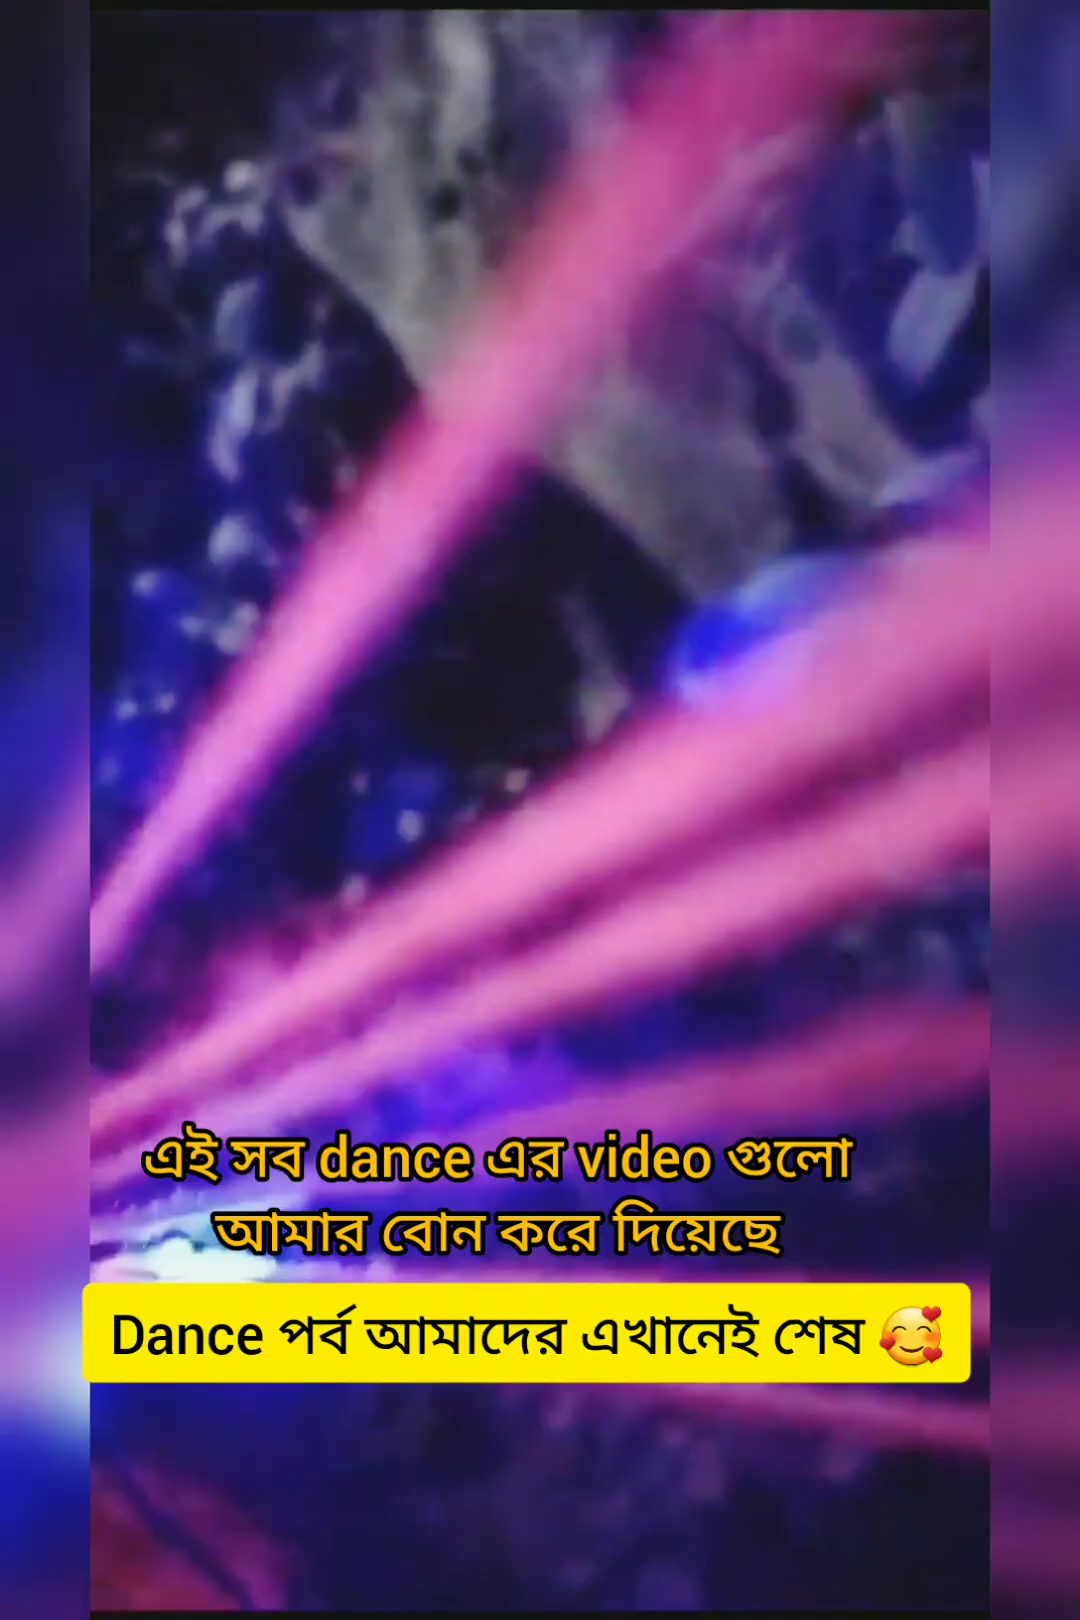 এই সব dance এর video গুলো
আমার বোন করে দিয়েছে
Dance পর্ব আমাদের এখানেই শেষ 🥰